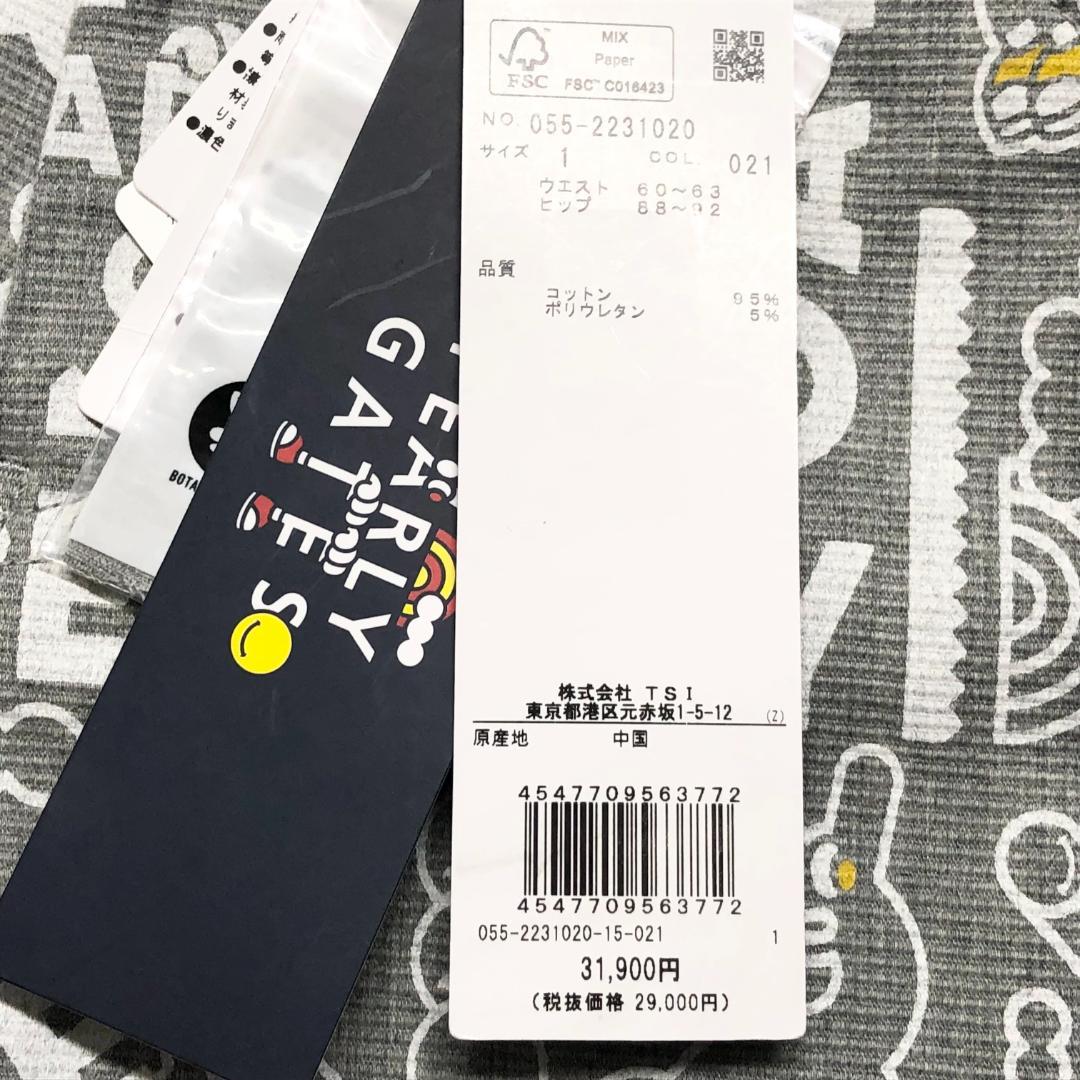 FSC
MIX
Paper
FSC™ C016423
NO. 055-2231020
サイズ 1 COL. 021
ウエスト 60～63
ヒップ 88～92
品質
コットン 95%
ポリウレタン 5%
株式会社 TSI
東京都港区元赤坂1-5-12 (Z)
原産地 中国
4547709563772
4547709563772
055-2231020-15-021 1
31,900円
(税抜価格 29,000円)
PEARLY
GATES
BOTA
●濃色